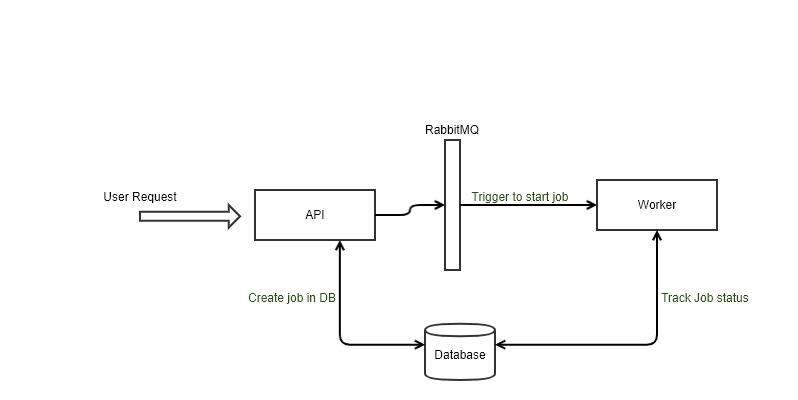 RabbitMQ
User Request
Trigger to start job
API
Worker
Create job in DB
Track Job status
Database